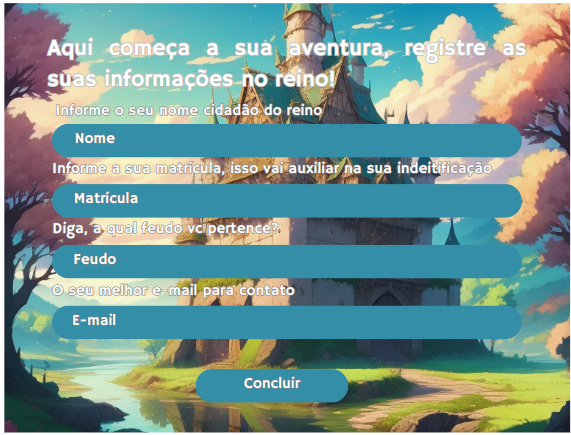 Aqui começa a sua aventura, registre as
suas informações no reino!
Informe o seu nome cidadão do reino
Nome
Informe a sua matrícula, isso vai auxiliar na sua indeitificação
Matrícula
Diga, a qual feudo vc pertence?
Feudo
O seu melhor e-mail para contato
E-mail
Concluir